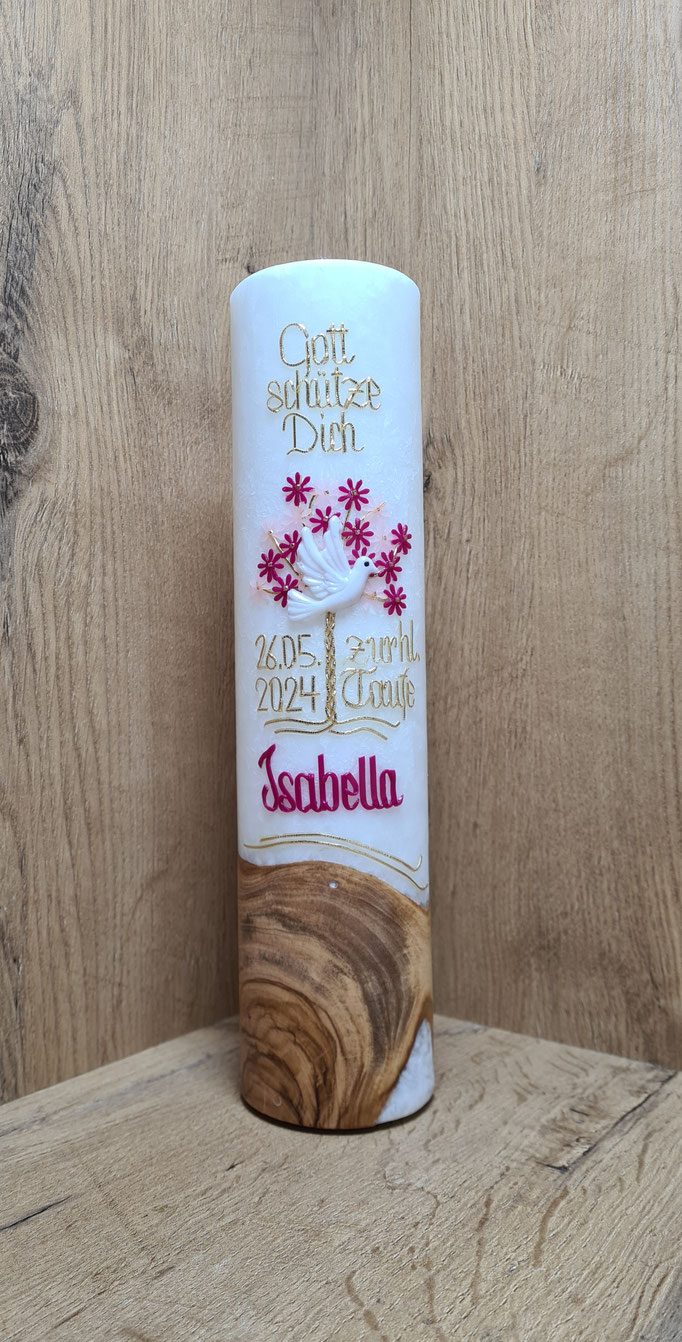 Gott
schütze
Dich
26.05. zur hl.
2024 Taufe
Isabella